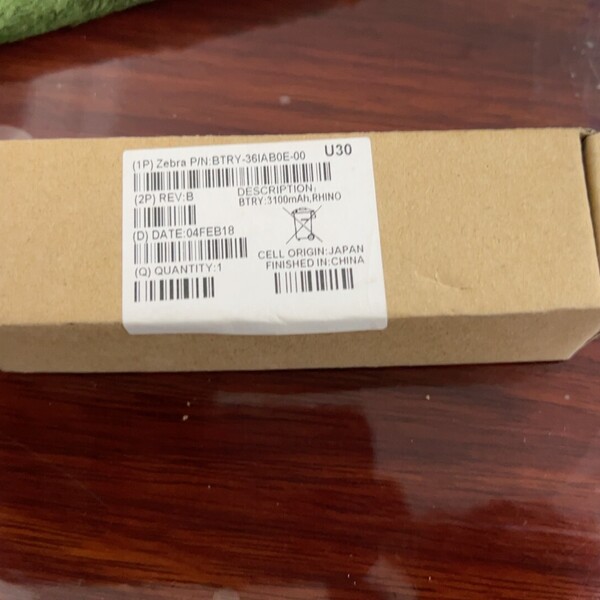 (1P) Zebra P/N:BTRY-36IAB0E-00 U30
(2P) REV:B
DESCRIPTION:
BTRY:3100mAh,RHINO
(D) DATE:04FEB18
CELL ORIGIN:JAPAN
FINISHED IN:CHINA
(Q) QUANTITY:1